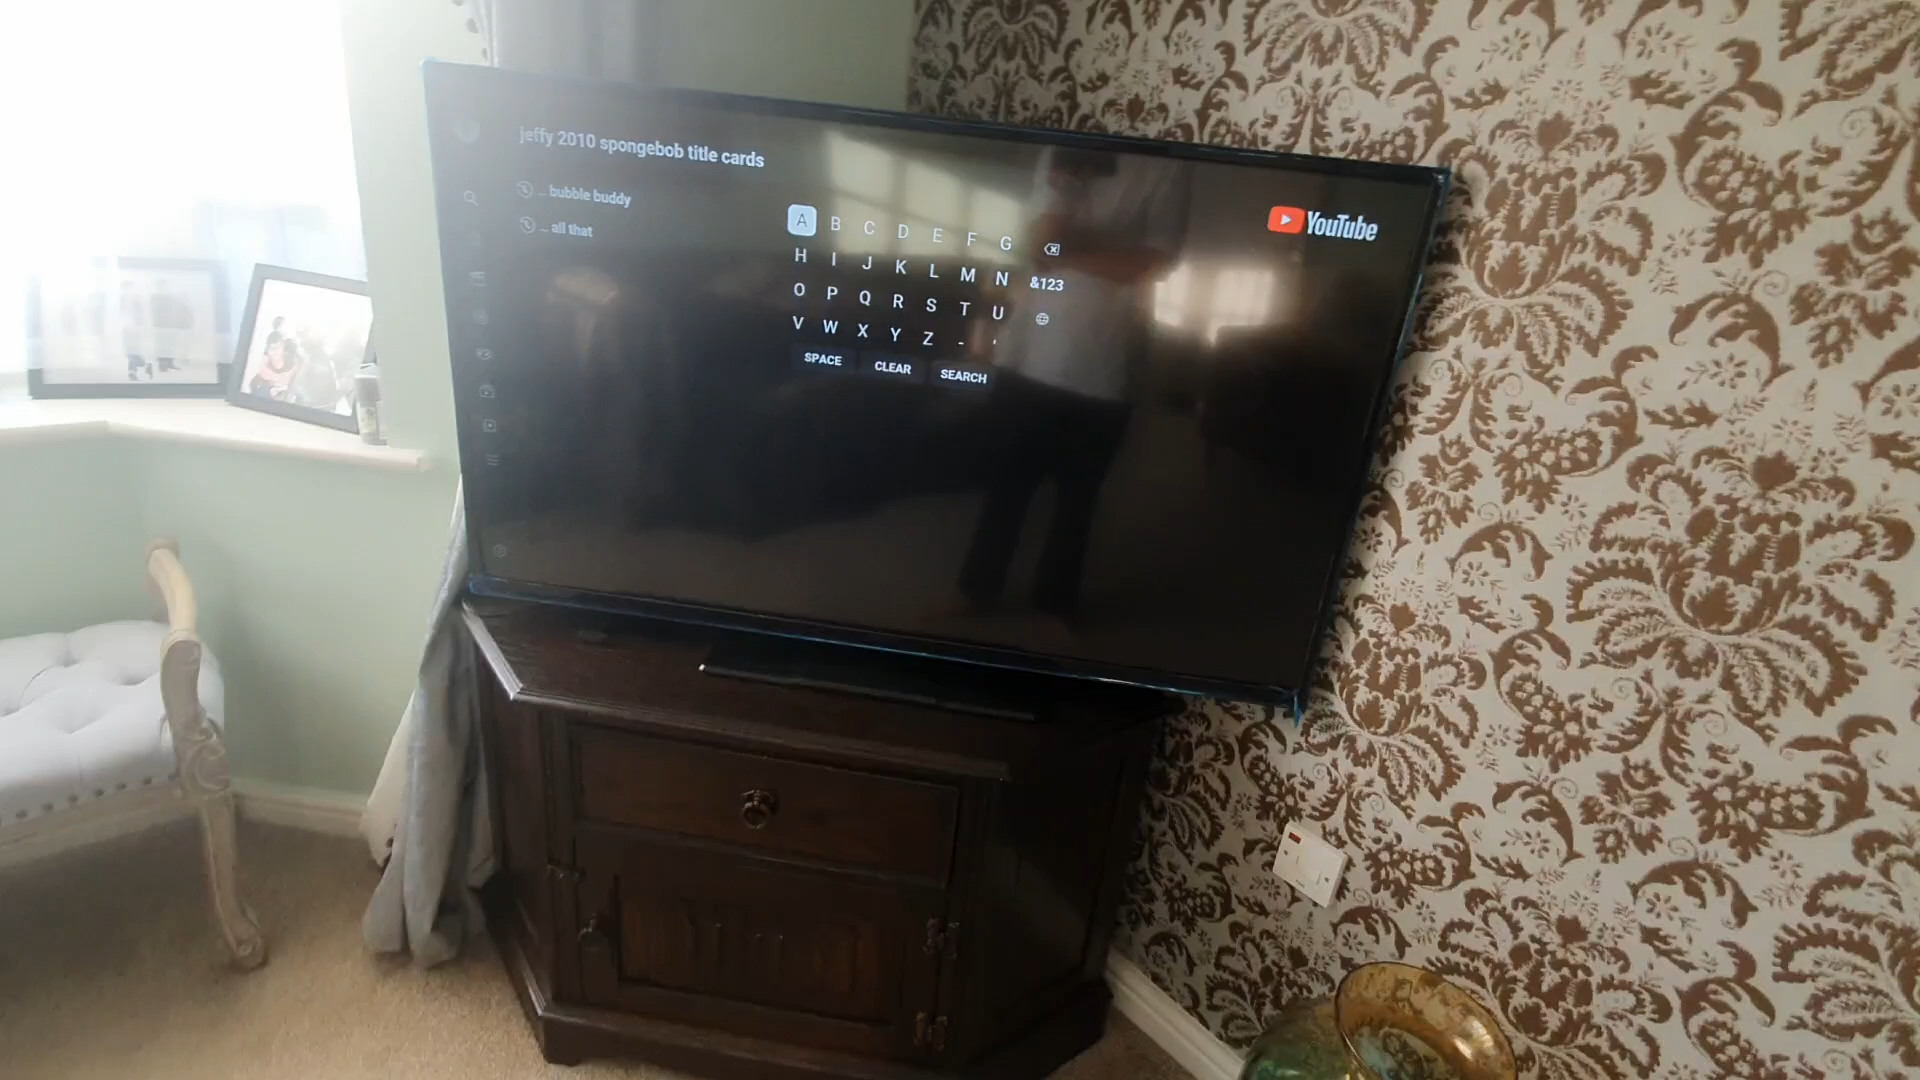 jeffy 2010 spongebob title cards
... bubble buddy
... all that
A B C D E F G
H I J K L M N &123
O P Q R S T U
V W X Y Z - '
SPACE CLEAR SEARCH
YouTube